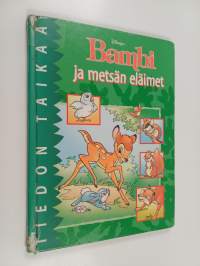 Disney
Bambi
ja metsän eläimet
TIEDON TAIKAA